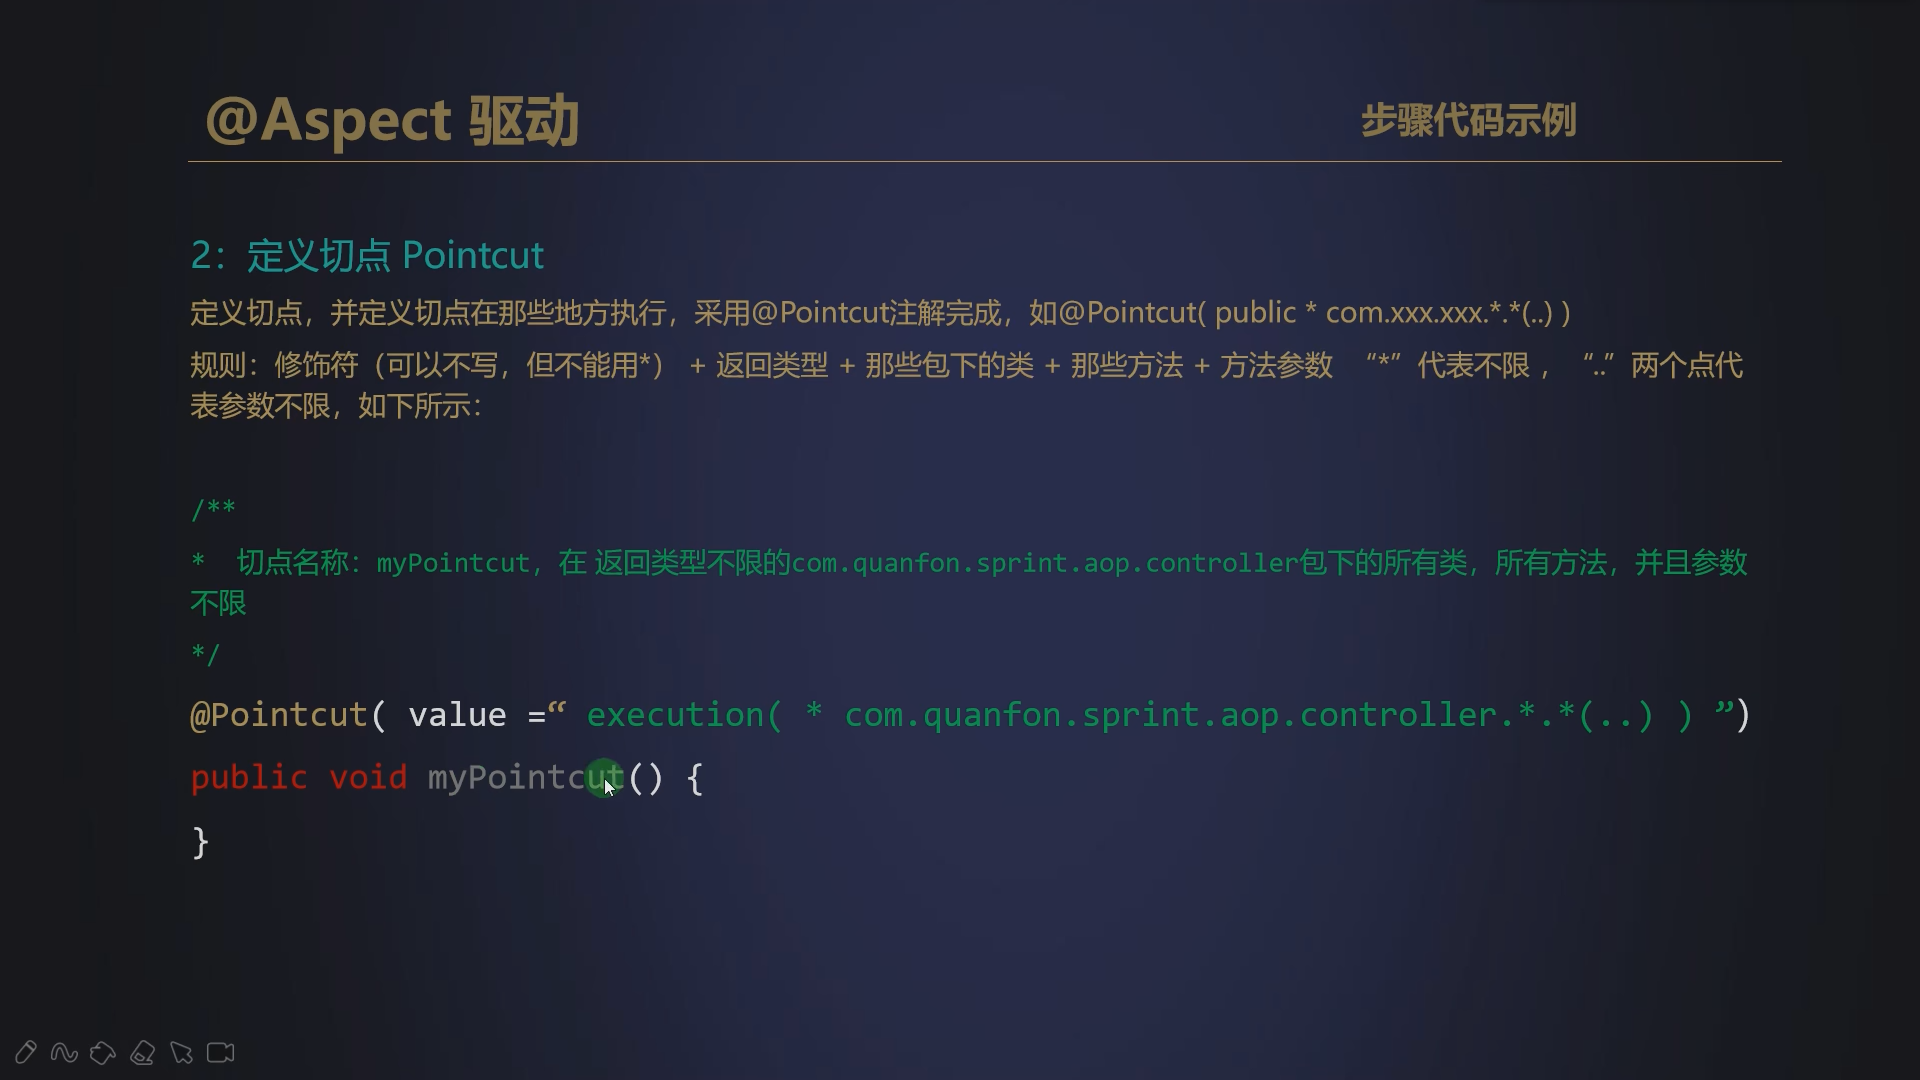 @Aspect 驱动
步骤代码示例
2：定义切点 Pointcut
定义切点，并定义切点在那些地方执行，采用@Pointcut注解完成，如@Pointcut( public * com.xxx.xxx.*.*(..) )
规则：修饰符（可以不写，但不能用*） + 返回类型 + 那些包下的类 + 那些方法 + 方法参数 “*”代表不限 ， “..”两个点代
表参数不限，如下所示：
/**
* 切点名称：myPointcut，在 返回类型不限的com.quanfon.sprint.aop.controller包下的所有类，所有方法，并且参数
不限
*/
@Pointcut( value =“ execution( * com.quanfon.sprint.aop.controller.*.*(..) ) ”)
public void myPointcut() {
}